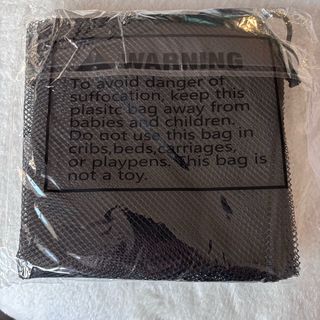 WARNING
To avoid danger of
suffocation, keep this
plasitc bag away from
babies and children.
Do not use this bag in
cribs,beds,carriages,
or playpens. This bag is
not a toy.